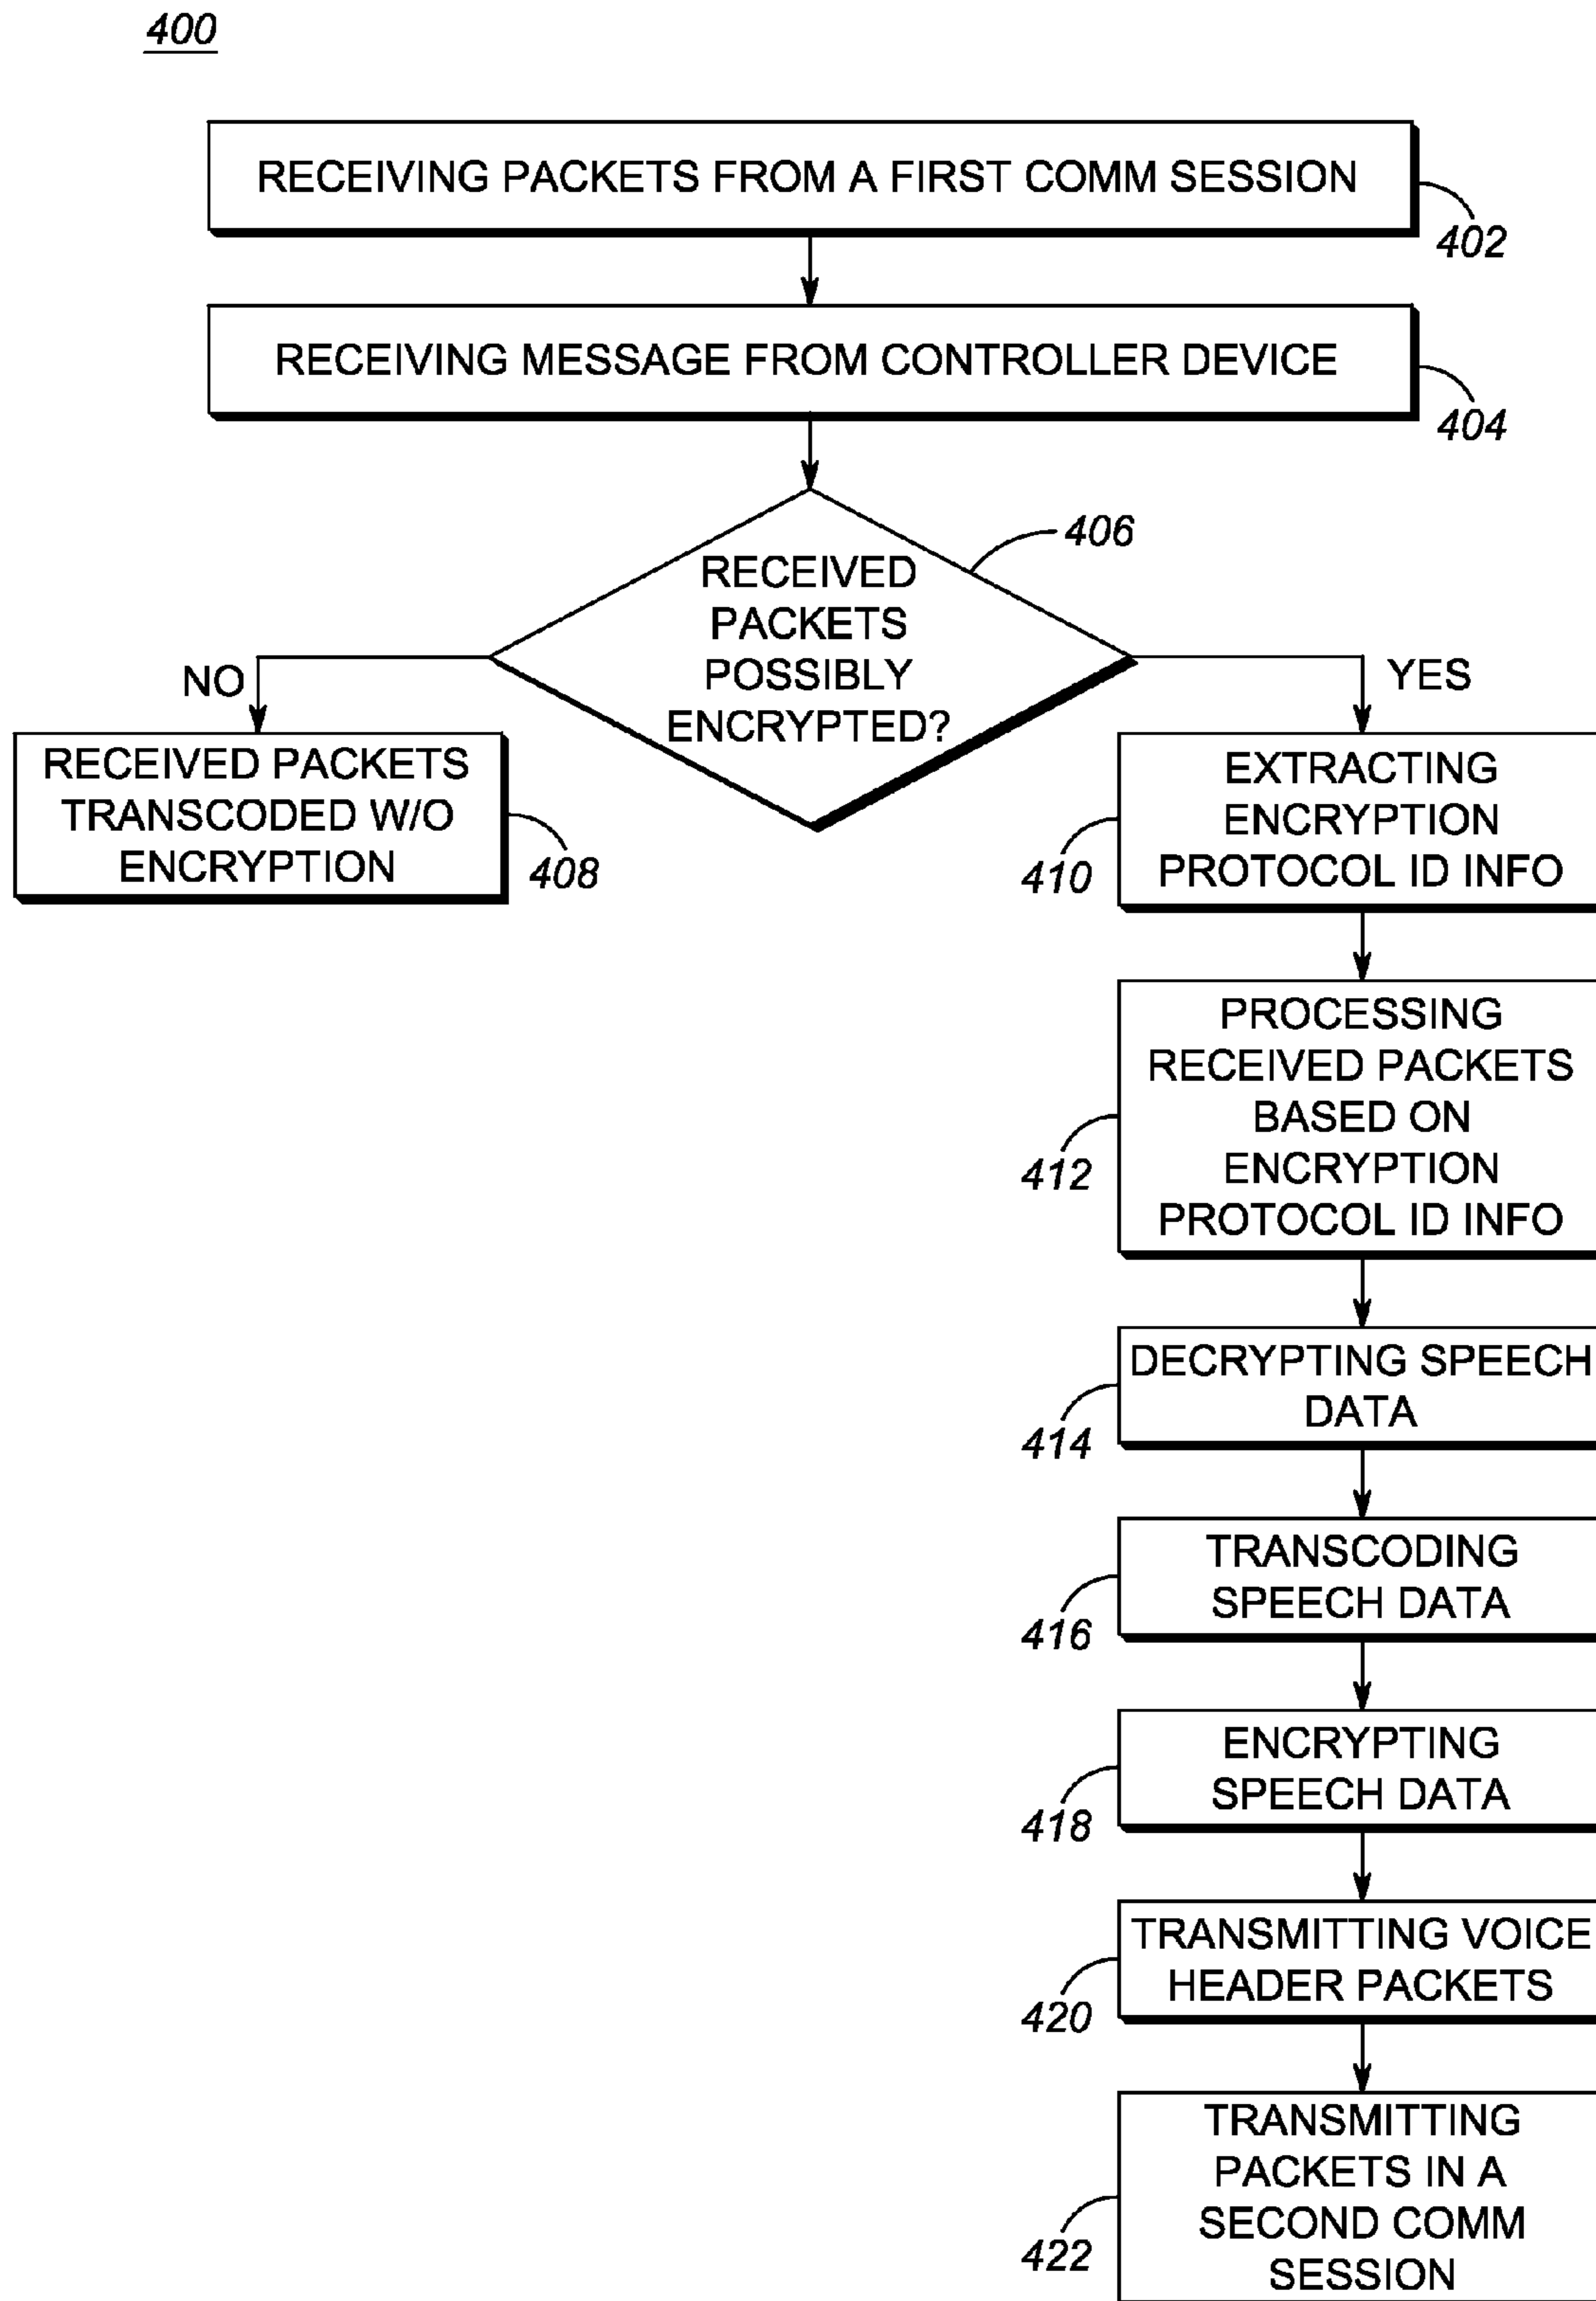 400
RECEIVING PACKETS FROM A FIRST COMM SESSION
402
RECEIVING MESSAGE FROM CONTROLLER DEVICE
404
406
RECEIVED
PACKETS
POSSIBLY
ENCRYPTED?
NO
YES
RECEIVED PACKETS
TRANSCODED W/O
ENCRYPTION
408
EXTRACTING
ENCRYPTION
PROTOCOL ID INFO
410
PROCESSING
RECEIVED PACKETS
BASED ON
ENCRYPTION
PROTOCOL ID INFO
412
DECRYPTING SPEECH
DATA
414
TRANSCODING
SPEECH DATA
416
ENCRYPTING
SPEECH DATA
418
TRANSMITTING VOICE
HEADER PACKETS
420
TRANSMITTING
PACKETS IN A
SECOND COMM
SESSION
422